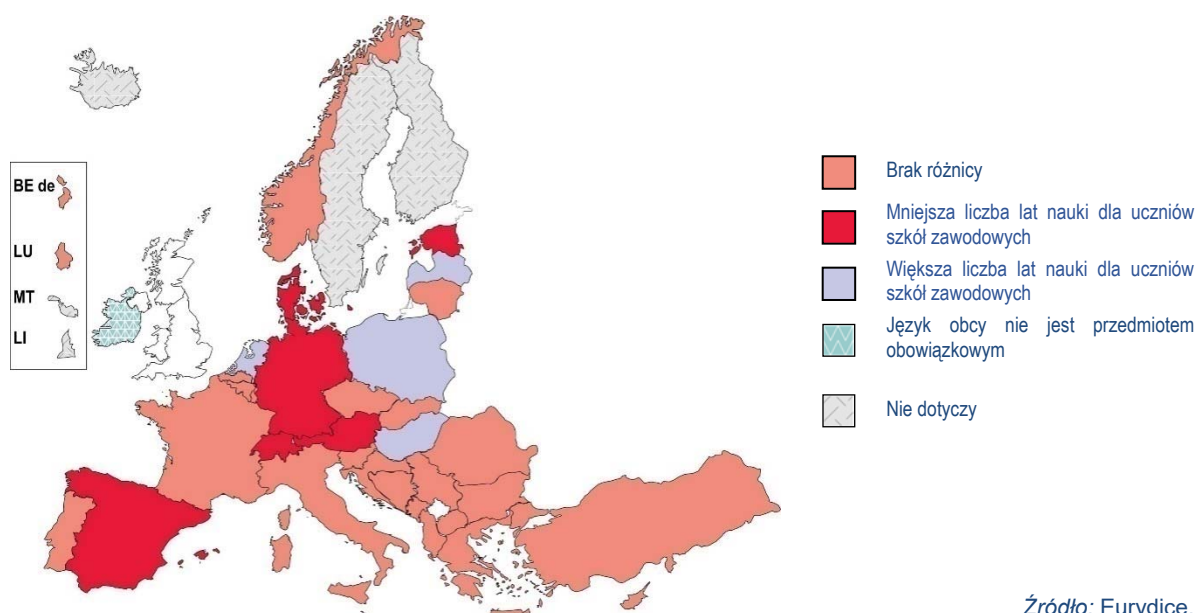 BE de
LU
MT
LI
Brak różnicy
Mniejsza liczba lat nauki dla uczniów
szkół zawodowych
Większa liczba lat nauki dla uczniów
szkół zawodowych
Język obcy nie jest przedmiotem
obowiązkowym
Nie dotyczy
Źródło: Eurydice.